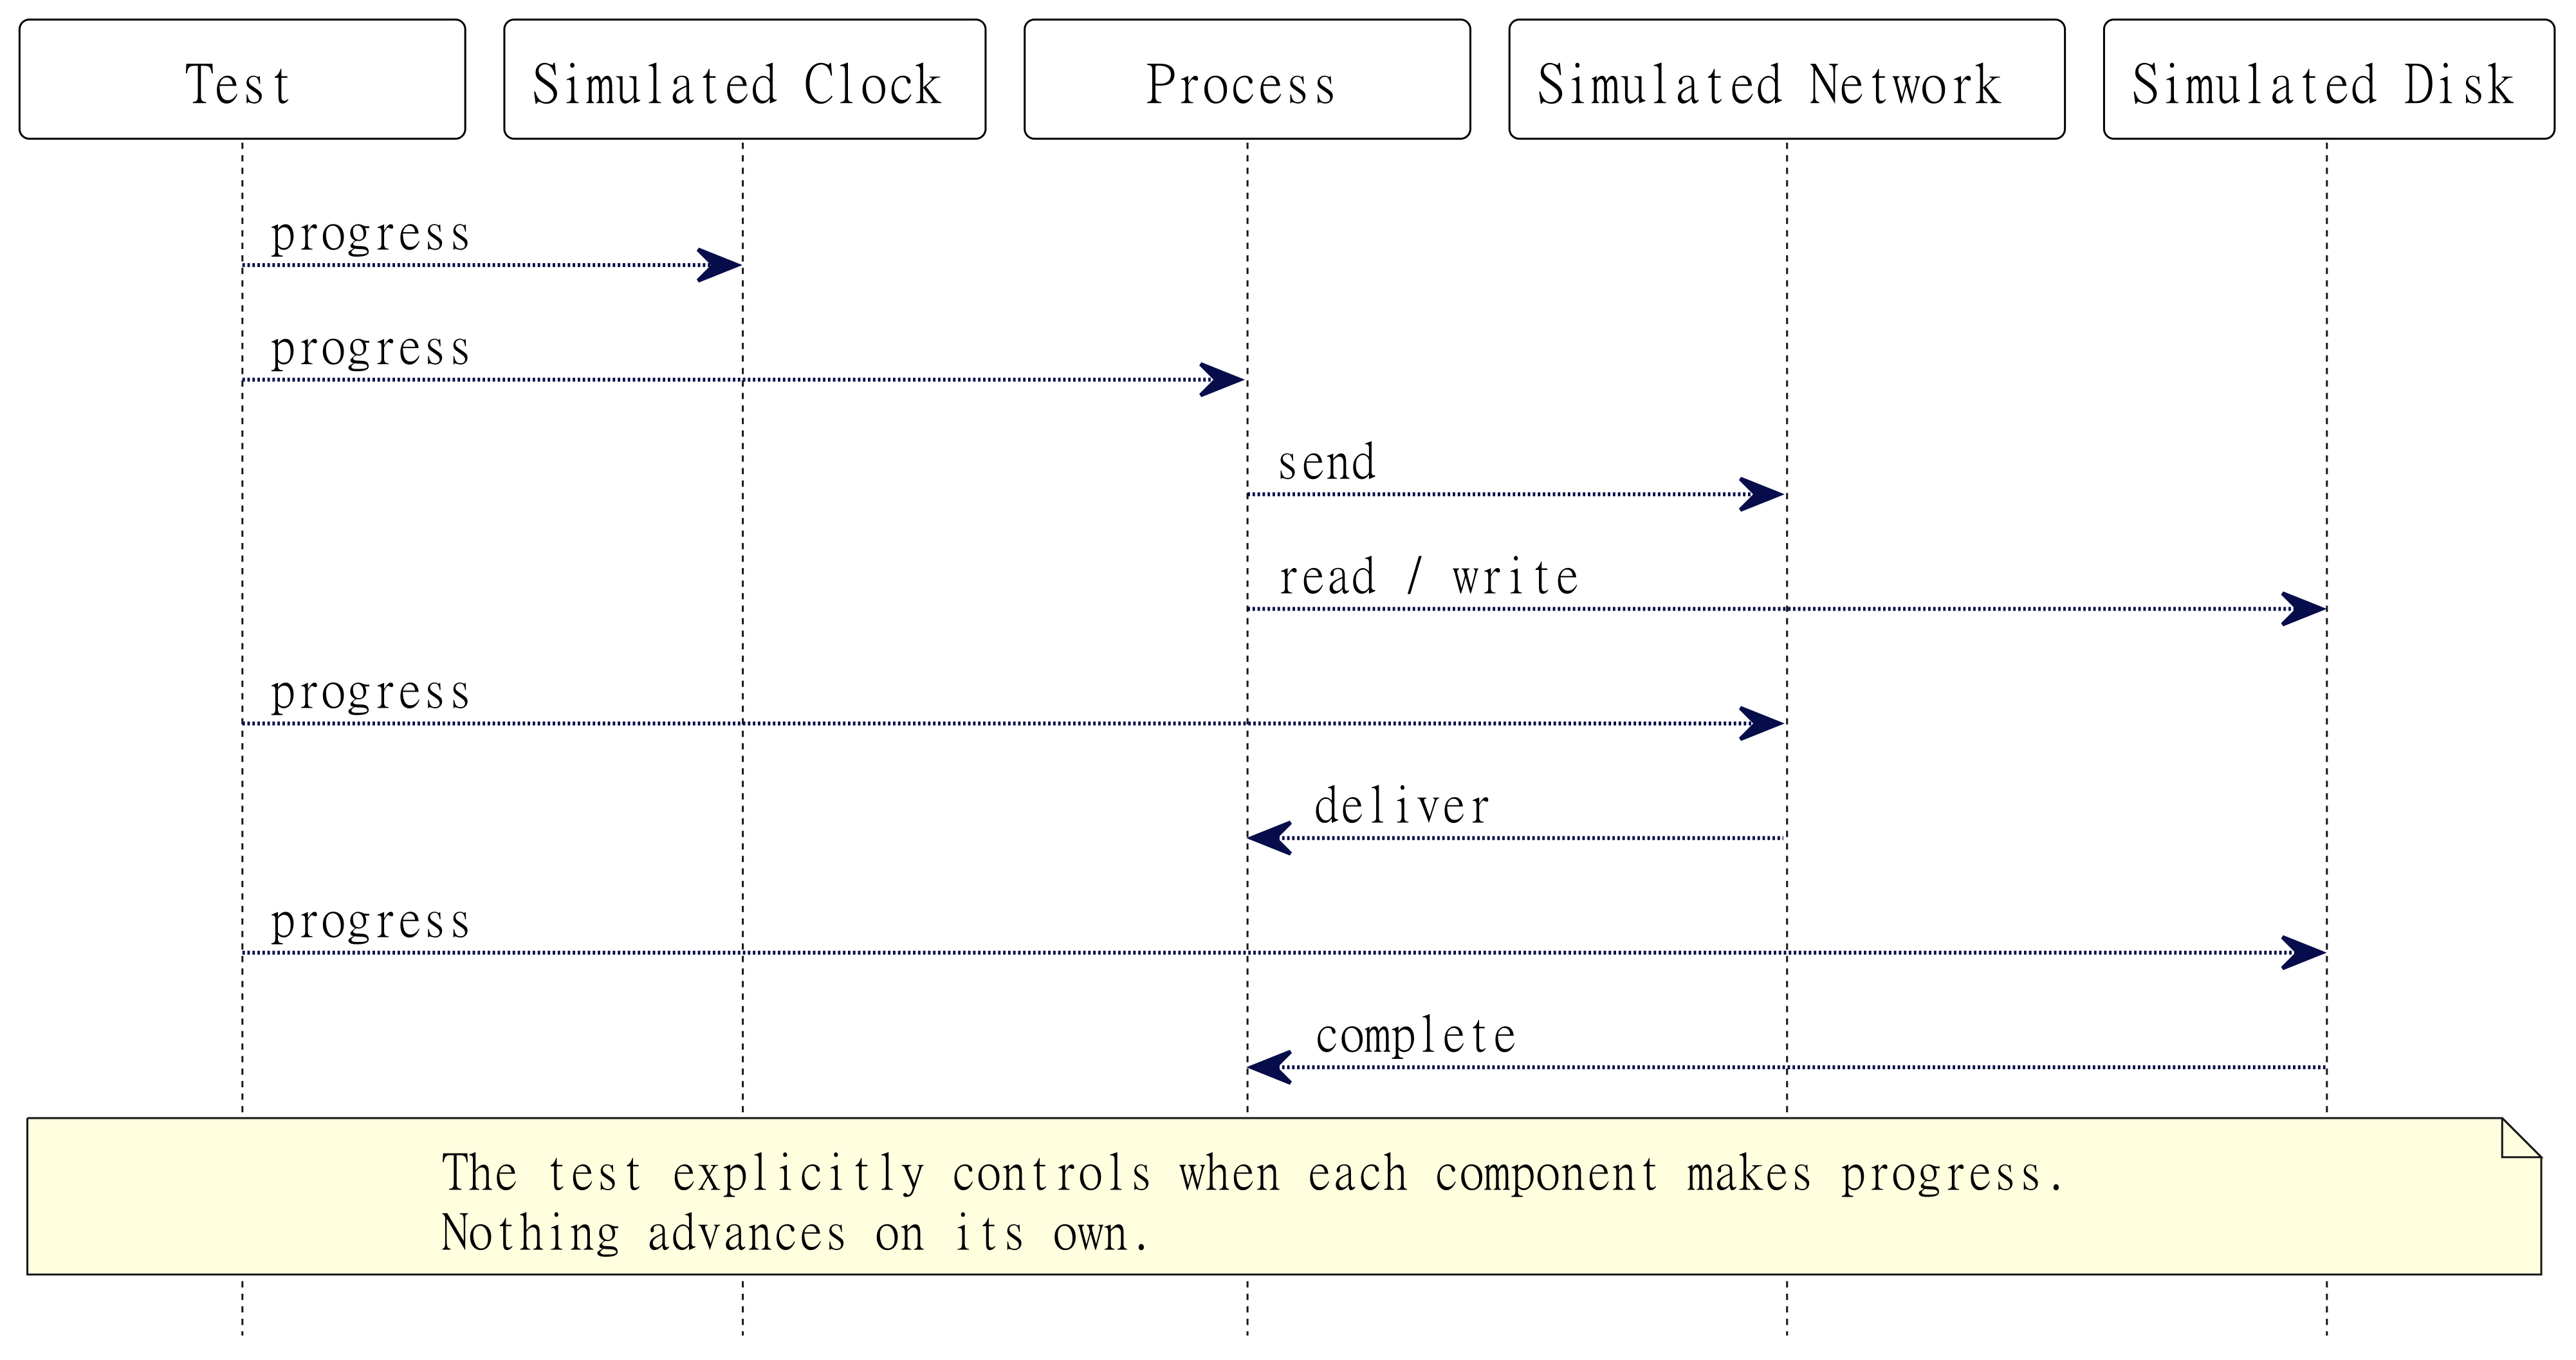 Test
Simulated Clock
Process
Simulated Network
Simulated Disk
progress
progress
send
read / write
progress
deliver
progress
complete
The test explicitly controls when each component makes progress.
Nothing advances on its own.